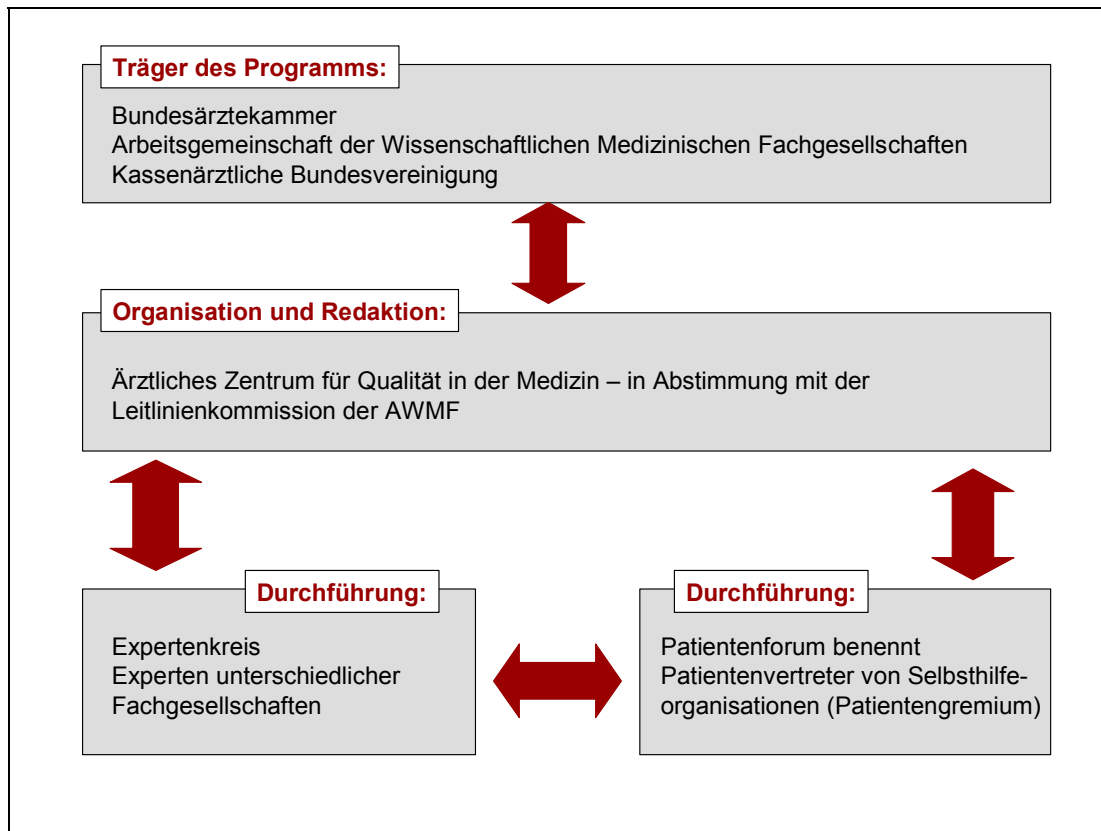 Träger des Programms:
Bundesärztekammer
Arbeitsgemeinschaft der Wissenschaftlichen Medizinischen Fachgesellschaften
Kassenärztliche Bundesvereinigung
Organisation und Redaktion:
Ärztliches Zentrum für Qualität in der Medizin – in Abstimmung mit der
Leitlinienkommission der AWMF
Durchführung:
Expertenkreis
Experten unterschiedlicher
Fachgesellschaften
Durchführung:
Patientenforum benennt
Patientenvertreter von Selbsthilfe-
organisationen (Patientengremium)